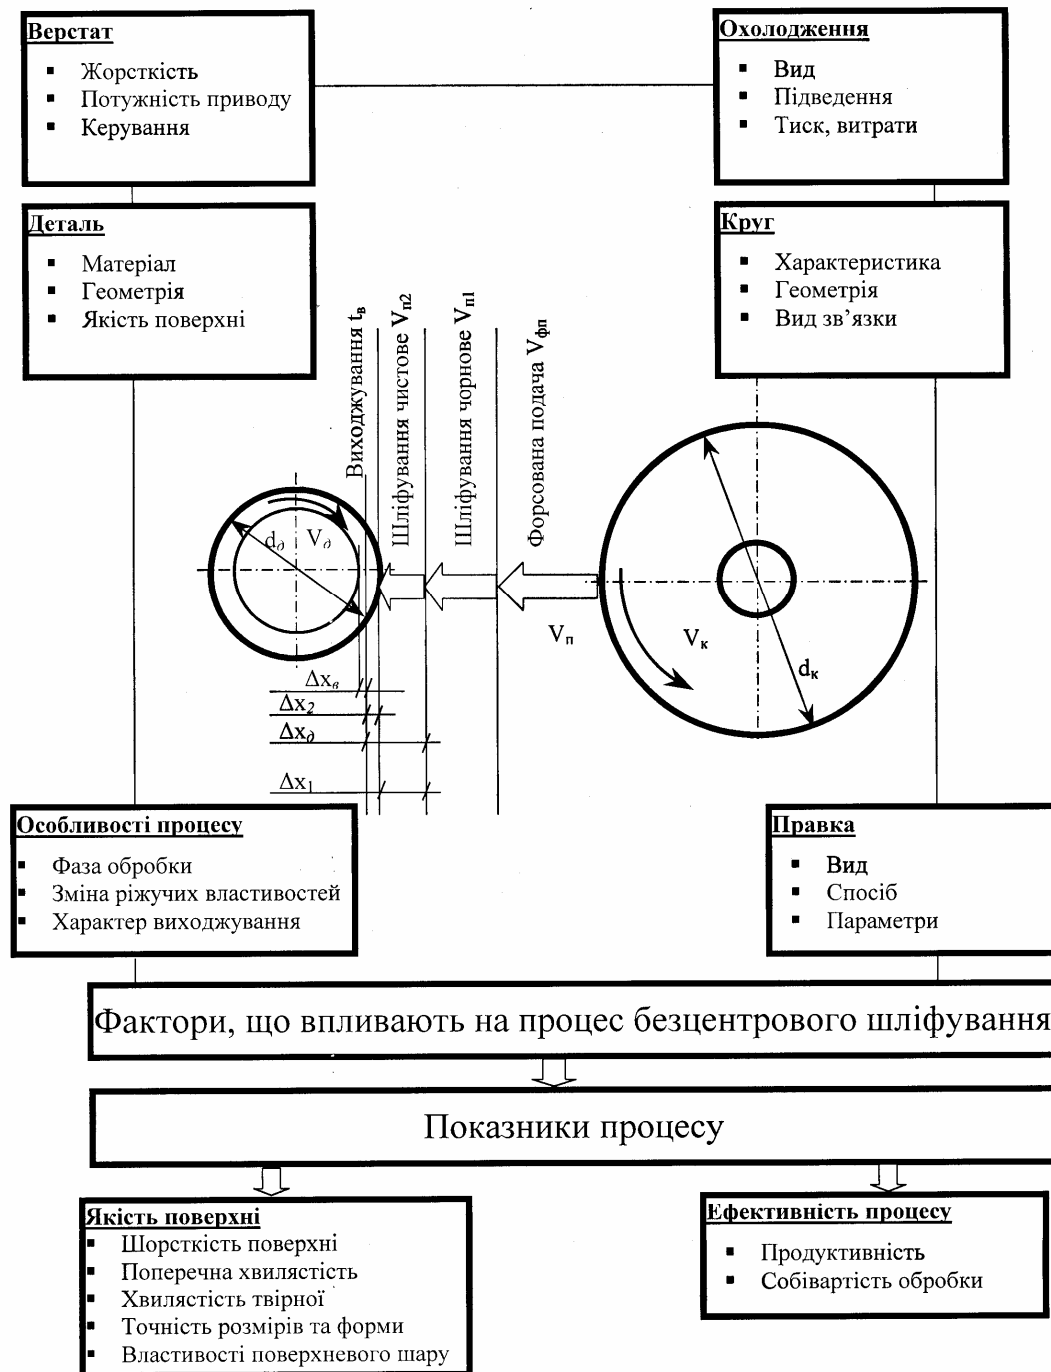 Верстат
▪ Жорсткість
▪ Потужність приводу
▪ Керування
Охолодження
▪ Вид
▪ Підведення
▪ Тиск, витрати
Деталь
▪ Матеріал
▪ Геометрія
▪ Якість поверхні
Круг
▪ Характеристика
▪ Геометрія
▪ Вид зв’язки
Виходжування tв
Шліфування чистове Vп2
Шліфування чорнове Vп1
Форсована подача Vфп
dд
Vд
Vп
Vк
dк
Δxв
Δx2
Δxд
Δx1
Особливості процесу
▪ Фаза обробки
▪ Зміна ріжучих властивостей
▪ Характер виходжування
Правка
▪ Вид
▪ Спосіб
▪ Параметри
Фактори, що впливають на процес безцентрового шліфування
Показники процесу
Якість поверхні
▪ Шорсткість поверхні
▪ Поперечна хвилястість
▪ Хвилястість твірної
▪ Точність розмірів та форми
▪ Властивості поверхневого шару
Ефективність процесу
▪ Продуктивність
▪ Собівартість обробки